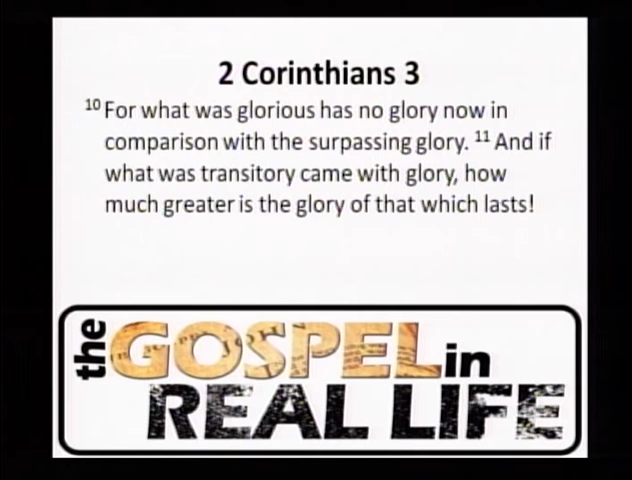 2 Corinthians 3
10 For what was glorious has no glory now in
comparison with the surpassing glory. 11 And if
what was transitory came with glory, how
much greater is the glory of that which lasts!
the GOSPEL in
REAL LIFE